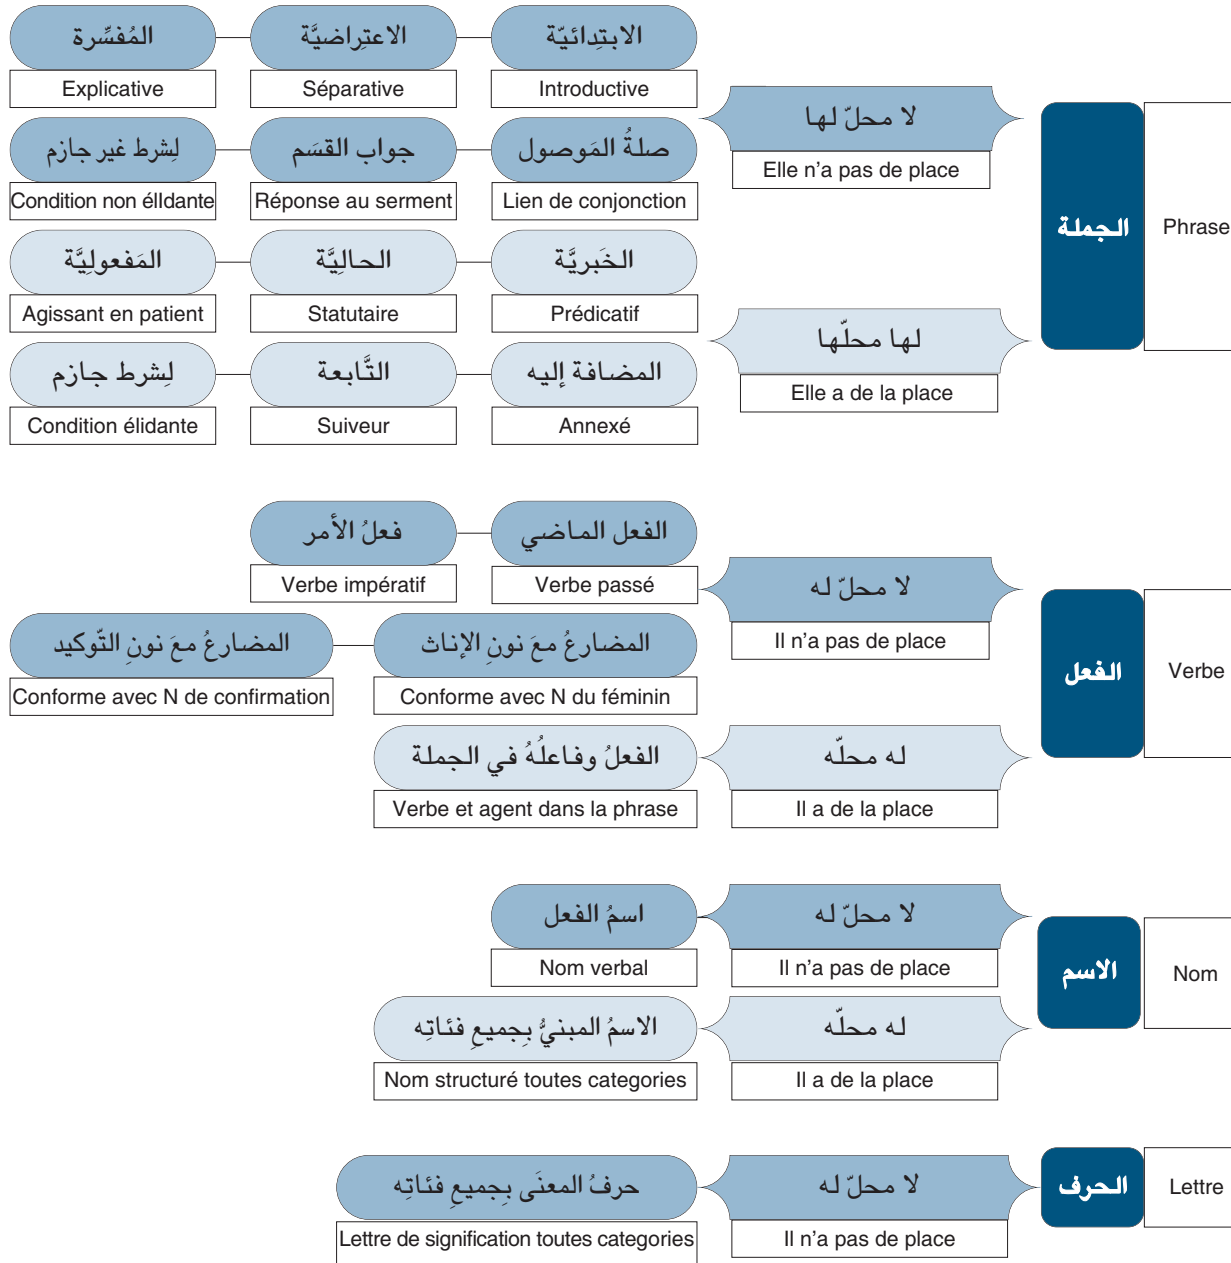 Phrase
الجملة
لا محلّ لها
Elle n'a pas de place
الابتِدائيّة
Introductive
الاعتِراضيَّة
Séparative
المُفسِّرة
Explicative
صلةُ المَوصول
Lien de conjonction
جواب القسَم
Réponse au serment
لِشرط غير جازم
Condition non élIdante
لها محلّها
Elle a de la place
الخَبريَّة
Prédicatif
الحاليَّة
Statutaire
المَفعوليَّة
Agissant en patient
المضافة إليه
Annexé
التَّابعة
Suiveur
لِشرط جازم
Condition élidante
Verbe
الفعل
لا محلّ له
Il n'a pas de place
الفعل الماضي
Verbe passé
فعلُ الأمر
Verbe impératif
المضارعُ معَ نونِ الإناث
Conforme avec N du féminin
المضارعُ معَ نونِ التّوكيد
Conforme avec N de confirmation
له محلّه
Il a de la place
الفعلُ وفاعلُهُ في الجملة
Verbe et agent dans la phrase
Nom
الاسم
لا محلّ له
Il n'a pas de place
اسمُ الفعل
Nom verbal
له محلّه
Il a de la place
الاسمُ المبنيُّ بِجميعِ فئاتِه
Nom structuré toutes categories
Lettre
الحرف
لا محلّ له
Il n'a pas de place
حرفُ المعنَى بِجميعِ فئاتِه
Lettre de signification toutes categories